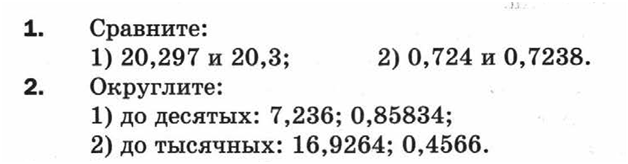 1. Сравните:
1) 20,297 и 20,3; 2) 0,724 и 0,7238.
2. Округлите:
1) до десятых: 7,236; 0,85834;
2) до тысячных: 16,9264; 0,4566.